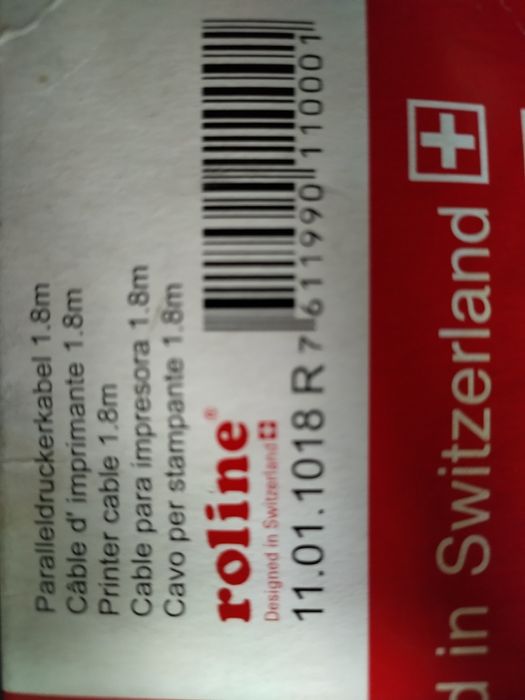 Paralleldruckerkabel 1.8m
Câble d' imprimante 1.8m
Printer cable 1.8m
Cable para impresora 1.8m
Cavo per stampante 1.8m
roline®
Designed in Switzerland
11.01.1018 R
7 611990 110001
d in Switzerland